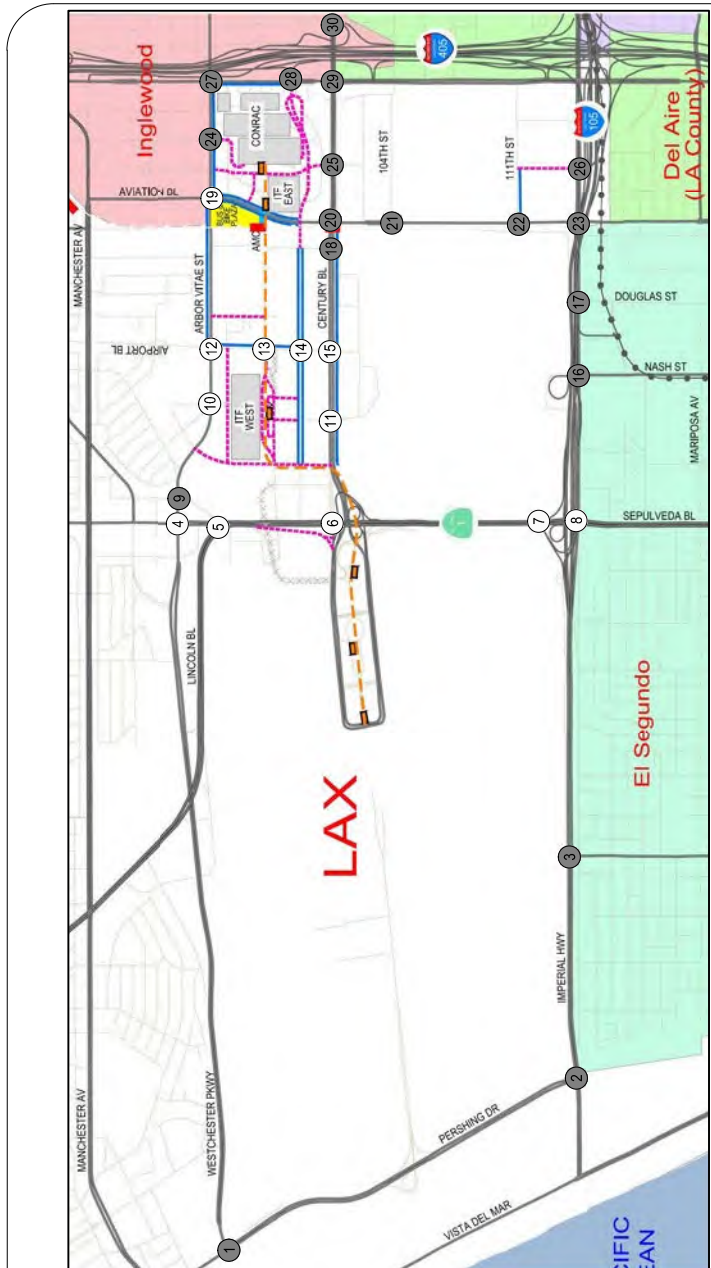 30
405
Inglewood
27
28
29
24
CONRAC
25
104TH ST
111TH ST
105
26
Del Aire
(L.A. County)
AVIATION BL
19
ITF
EAST
BUS
BIKE
PLAZA
20
21
22
23
MANCHESTER AV
AMC
18
ARBOR VITAE ST
CENTURY BL
17
DOUGLAS ST
AIRPORT BL
12
13
14
15
NASH ST
16
10
ITF
WEST
11
MARIPOSA AV
9
4
5
6
1
7
8
SEPULVEDA BL
LINCOLN BL
El Segundo
LAX
3
IMPERIAL HWY
WESTCHESTER PKWY
2
MANCHESTER AV
PERSHING DR
VISTA DEL MAR
1
CIFIC
EAN